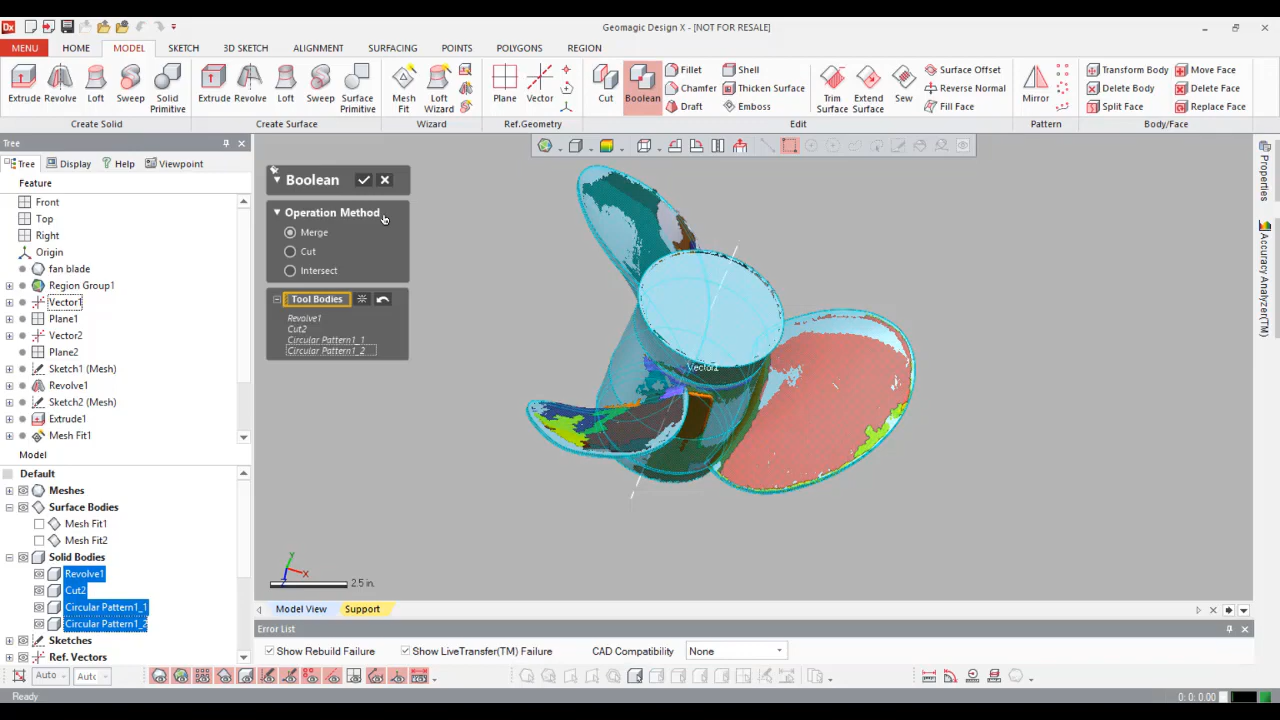 Dx
Geomagic Design X - [NOT FOR RESALE]
MENU HOME MODEL SKETCH 3D SKETCH ALIGNMENT SURFACING POINTS POLYGONS REGION
Extrude Revolve Loft Sweep Solid Primitive
Create Solid
Extrude Revolve Loft Sweep Surface Primitive
Create Surface
Mesh Fit Loft Wizard
Wizard
Plane Vector
Ref.Geometry
Cut Boolean Fillet Chamfer Draft Shell Thicken Surface Emboss
Trim Surface Extend Surface Sew Surface Offset Reverse Normal Fill Face
Edit
Mirror
Pattern
Transform Body Delete Body Split Face Move Face Delete Face Replace Face
Body/Face
Tree
Tree Display Help Viewpoint
Feature
Front
Top
Right
Origin
fan blade
Region Group1
Vector1
Plane1
Vector2
Plane2
Sketch1 (Mesh)
Revolve1
Sketch2 (Mesh)
Extrude1
Mesh Fit1
Model
Default
Meshes
Surface Bodies
Mesh Fit1
Mesh Fit2
Solid Bodies
Revolve1
Cut2
Circular Pattern1_1
Circular Pattern1_2
Sketches
Ref. Vectors
Boolean
Operation Method
Merge
Cut
Intersect
Tool Bodies
Revolve1
Cut2
Circular Pattern1_1
Circular Pattern1_2
Vector2
Y
X
2.5 in.
Properties
Accuracy Analyzer(TM)
Model View Support
Error List
Show Rebuild Failure Show LiveTransfer(TM) Failure CAD Compatibility None
Auto Auto
Ready
0: 0: 0.00